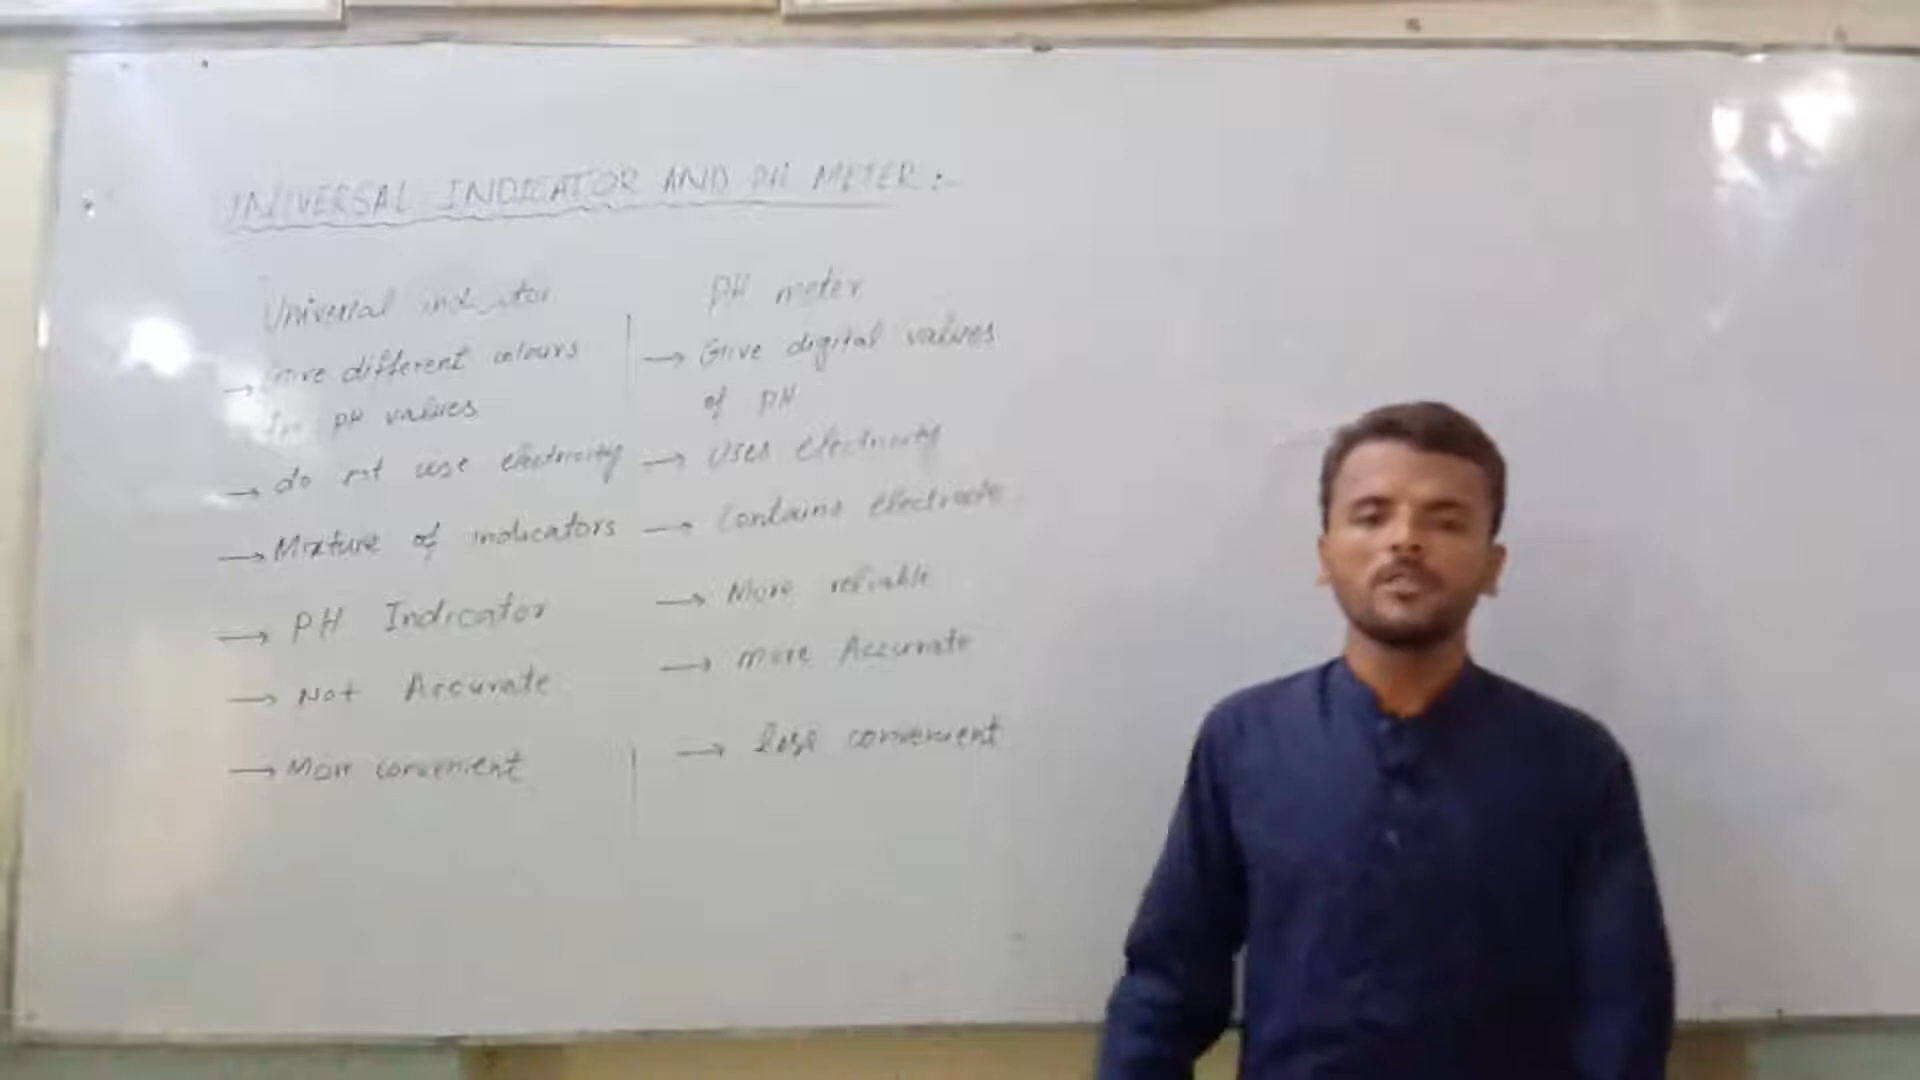 UNIVERSAL INDICATOR AND PH METER:-
Universal indicator
→ Give different colours
for PH values
→ do not use electricity
→ Mixture of indicators
→ PH Indicator
→ Not Accurate
→ More convenient
PH meter
→ Give digital values
of PH
→ Uses electricity
→ Contains electrode
→ More reliable
→ More Accurate
→ less convenient